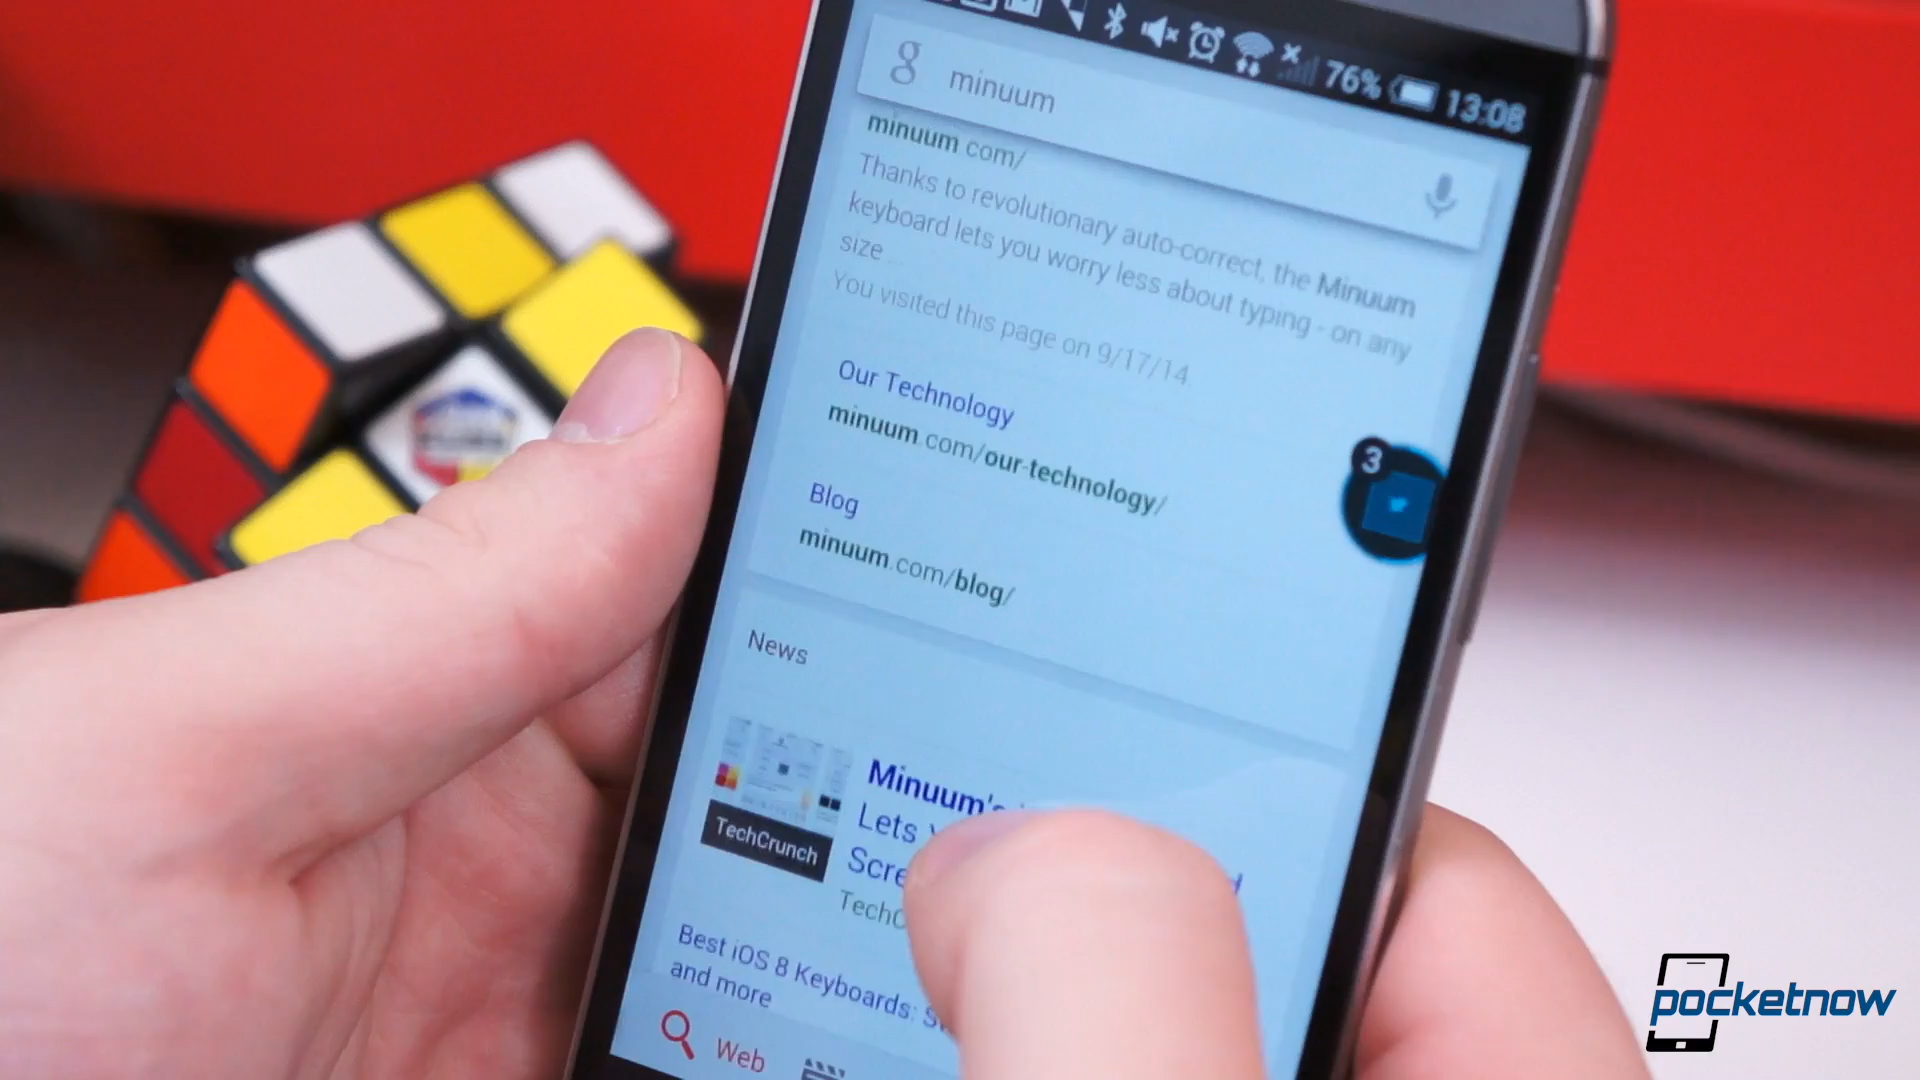 76% 13:08
g minuum
minuum.com/
Thanks to revolutionary auto-correct, the Minuum
keyboard lets you worry less about typing - on any
size
You visited this page on 9/17/14.
Our Technology
minuum.com/our-technology/
Blog
minuum.com/blog/
3
News
Minuum's
Lets
TechCrunch
Best iOS 8 Keyboards:
and more
Web
pocketnow